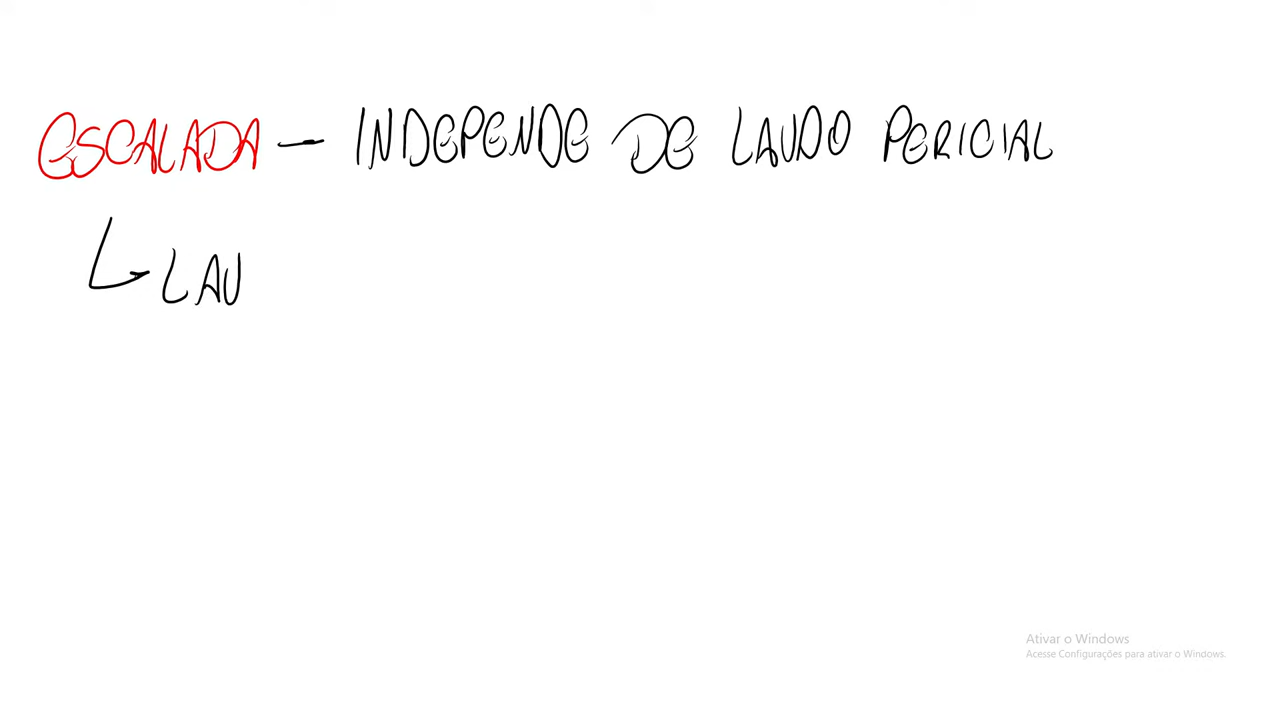 ESCALADA — INDEPENDE DE LAUDO PERICIAL
LAU
Ativar o Windows
Acesse Configurações para ativar o Windows.